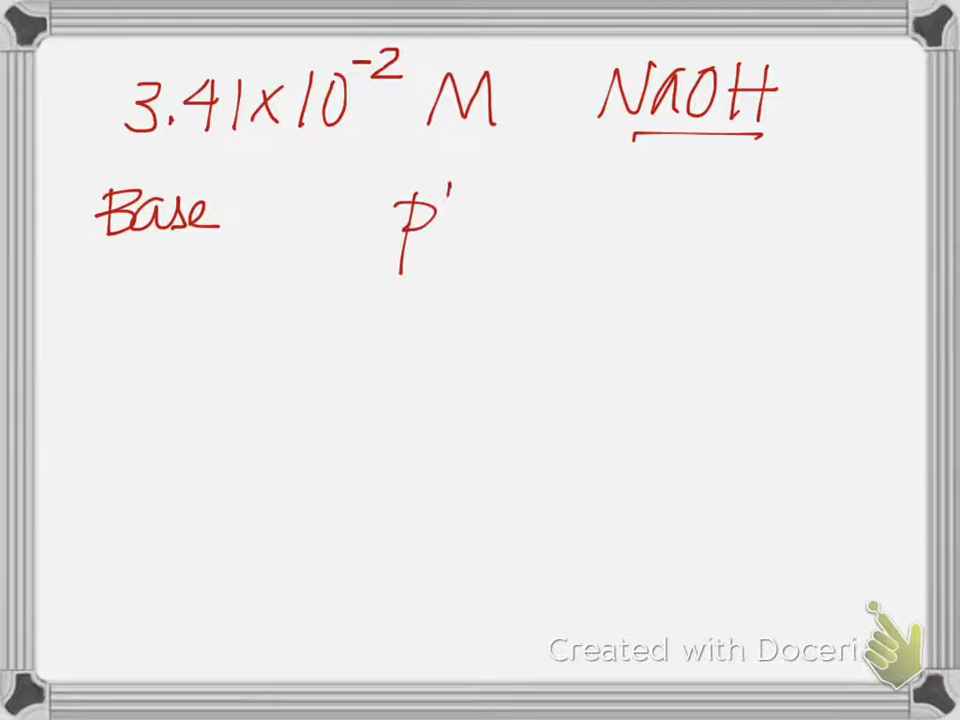 3.41x10⁻² M NaOH
Base p'
Created with Doceri